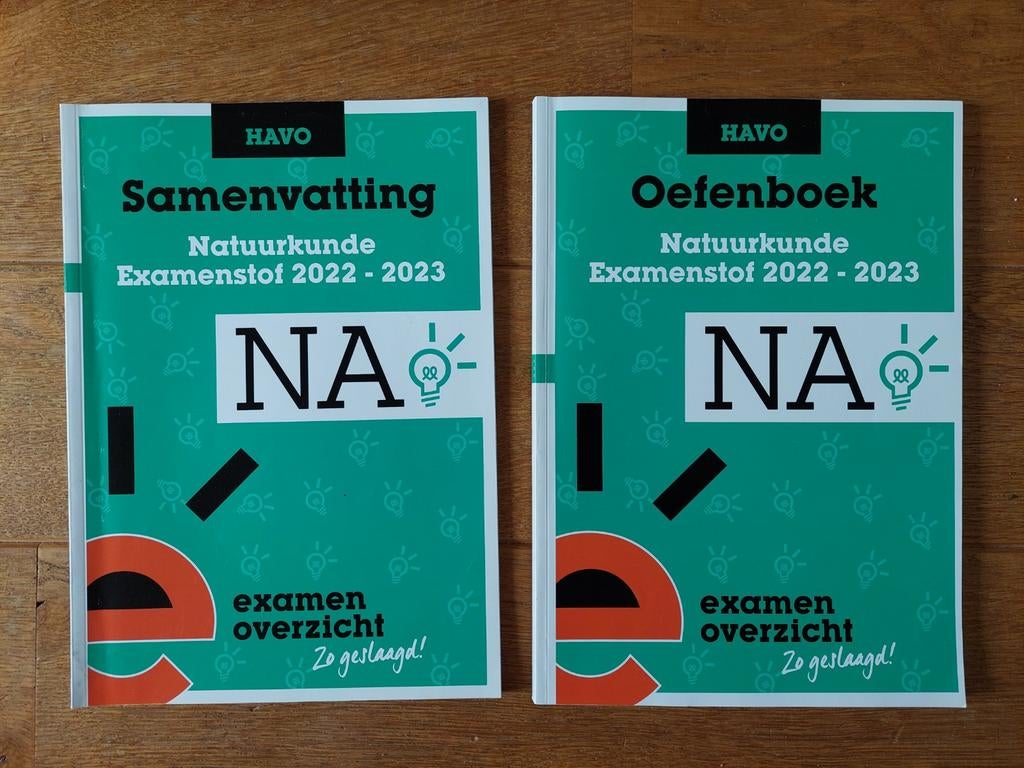 HAVO
Samenvatting
Natuurkunde
Examenstof 2022 - 2023
NA
e
examen
overzicht
Zo geslaagd!
HAVO
Oefenboek
Natuurkunde
Examenstof 2022 - 2023
NA
e
examen
overzicht
Zo geslaagd!